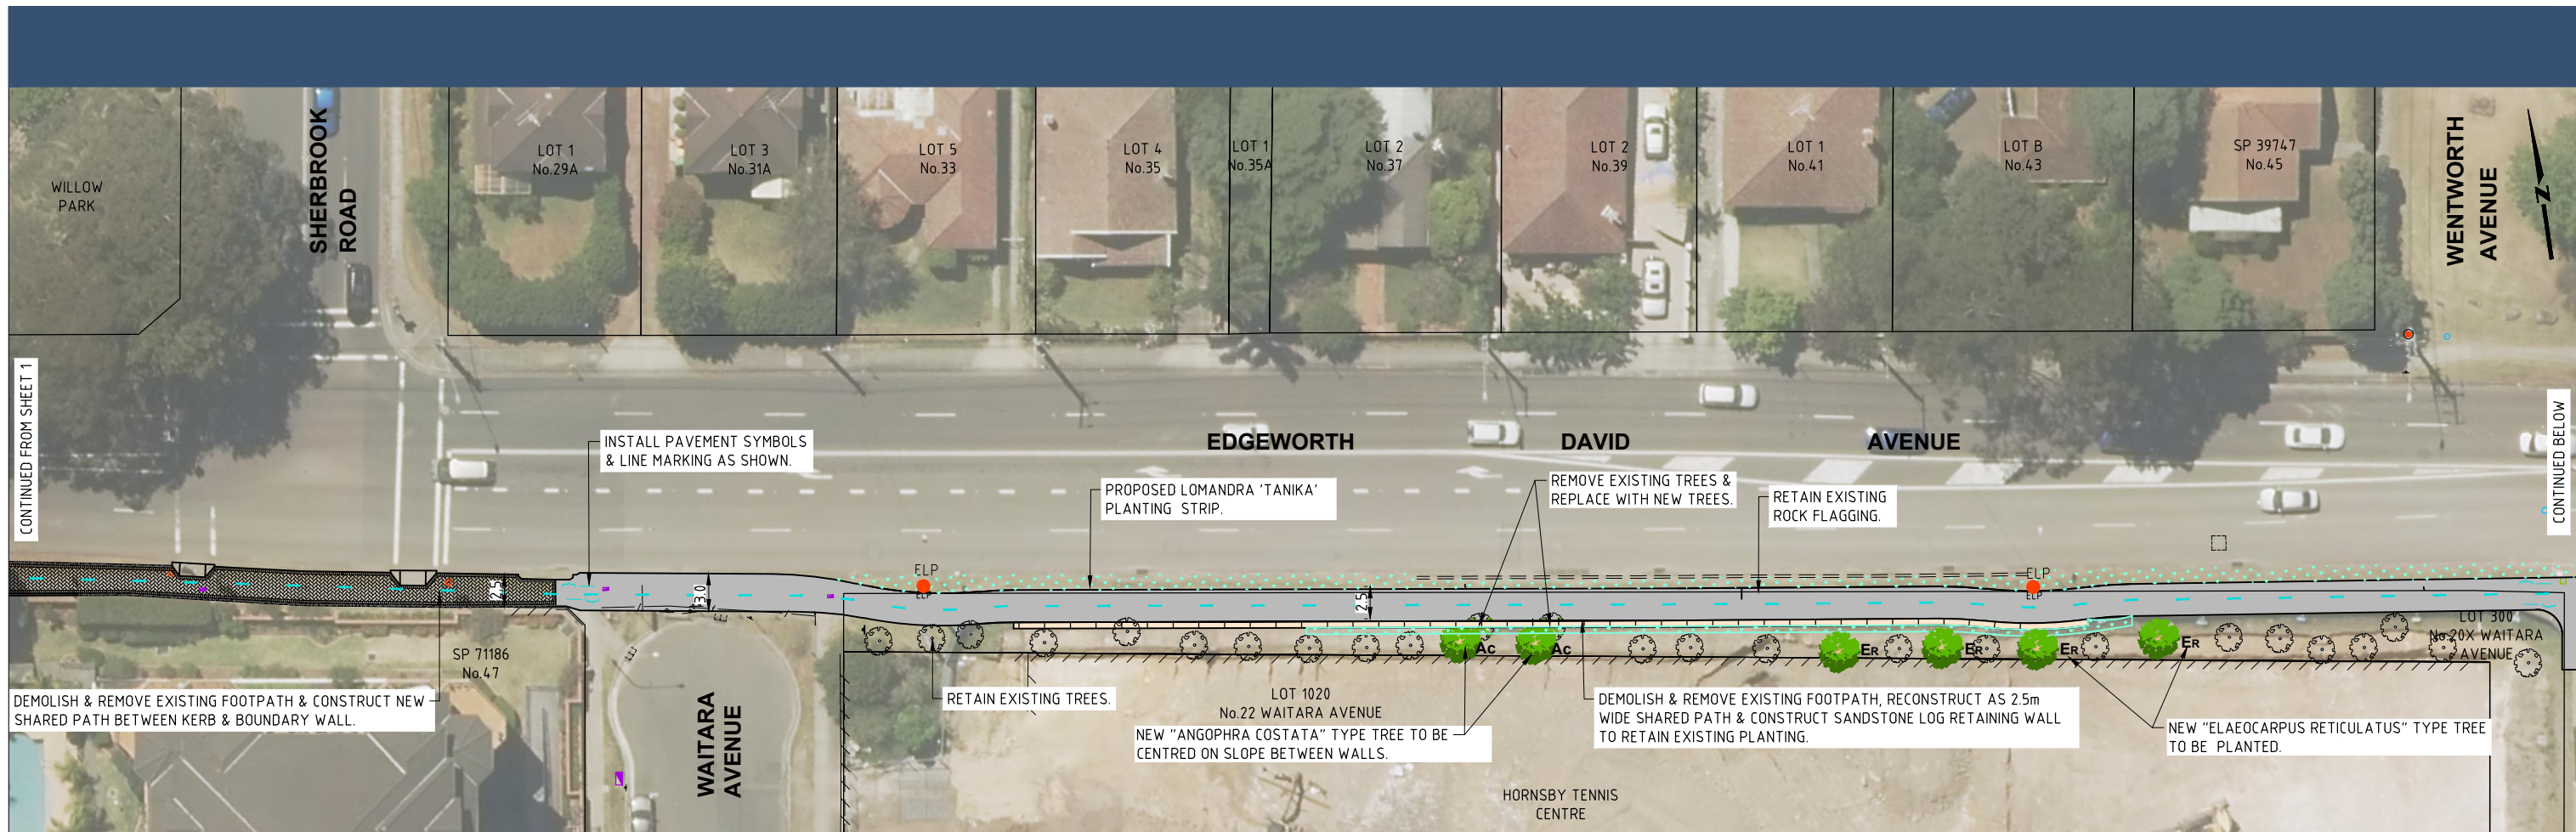 WILLOW
PARK
SHERBROOK
ROAD
LOT 1
No.29A
LOT 3
No.31A
LOT 5
No.33
LOT 4
No.35
LOT 1
No.35A
LOT 2
No.37
LOT 2
No.39
LOT 1
No.41
LOT B
No.43
SP 39747
No.45
WENTWORTH
AVENUE
N
CONTINUED FROM SHEET 1
CONTINUED BELOW
EDGEWORTH DAVID AVENUE
INSTALL PAVEMENT SYMBOLS
& LINE MARKING AS SHOWN.
PROPOSED LOMANDRA 'TANIKA'
PLANTING STRIP.
REMOVE EXISTING TREES &
REPLACE WITH NEW TREES.
RETAIN EXISTING
ROCK FLAGGING.
2.5
3.0
ELP
ELP
2.5
ELP
ELP
Ac
Ac
ER
ER
ER
ER
LOT 300
No.20X WAITARA
AVENUE
SP 71186
No.47
DEMOLISH & REMOVE EXISTING FOOTPATH & CONSTRUCT NEW
SHARED PATH BETWEEN KERB & BOUNDARY WALL.
WAITARA
AVENUE
RETAIN EXISTING TREES.
LOT 1020
No.22 WAITARA AVENUE
NEW "ANGOPHRA COSTATA" TYPE TREE TO BE
CENTRED ON SLOPE BETWEEN WALLS.
DEMOLISH & REMOVE EXISTING FOOTPATH, RECONSTRUCT AS 2.5m
WIDE SHARED PATH & CONSTRUCT SANDSTONE LOG RETAINING WALL
TO RETAIN EXISTING PLANTING.
NEW "ELAEOCARPUS RETICULATUS" TYPE TREE
TO BE PLANTED.
HORNSBY TENNIS
CENTRE